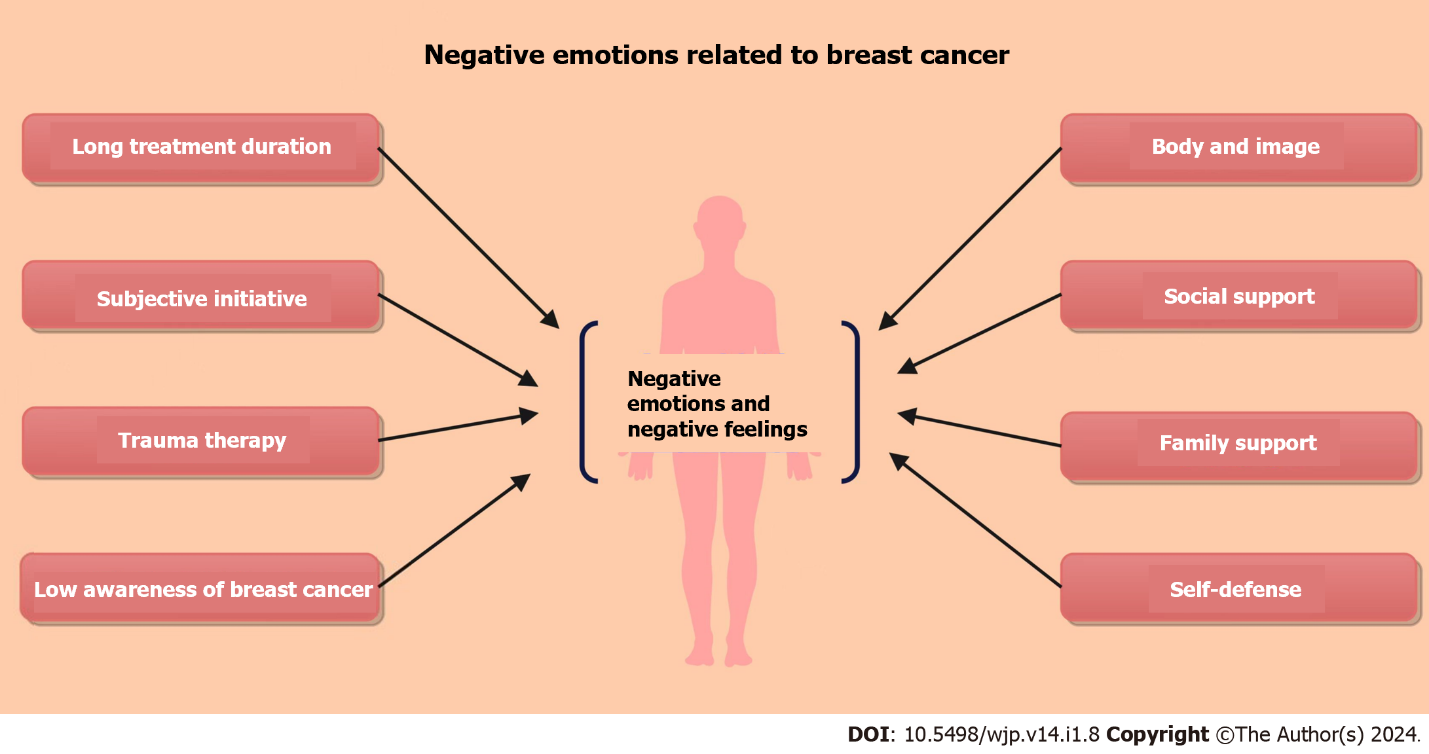 Negative emotions related to breast cancer
Long treatment duration
Subjective initiative
Trauma therapy
Low awareness of breast cancer
Negative
emotions and
negative feelings
Body and image
Social support
Family support
Self-defense
DOI: 10.5498/wjp.v14.i1.8 Copyright ©The Author(s) 2024.